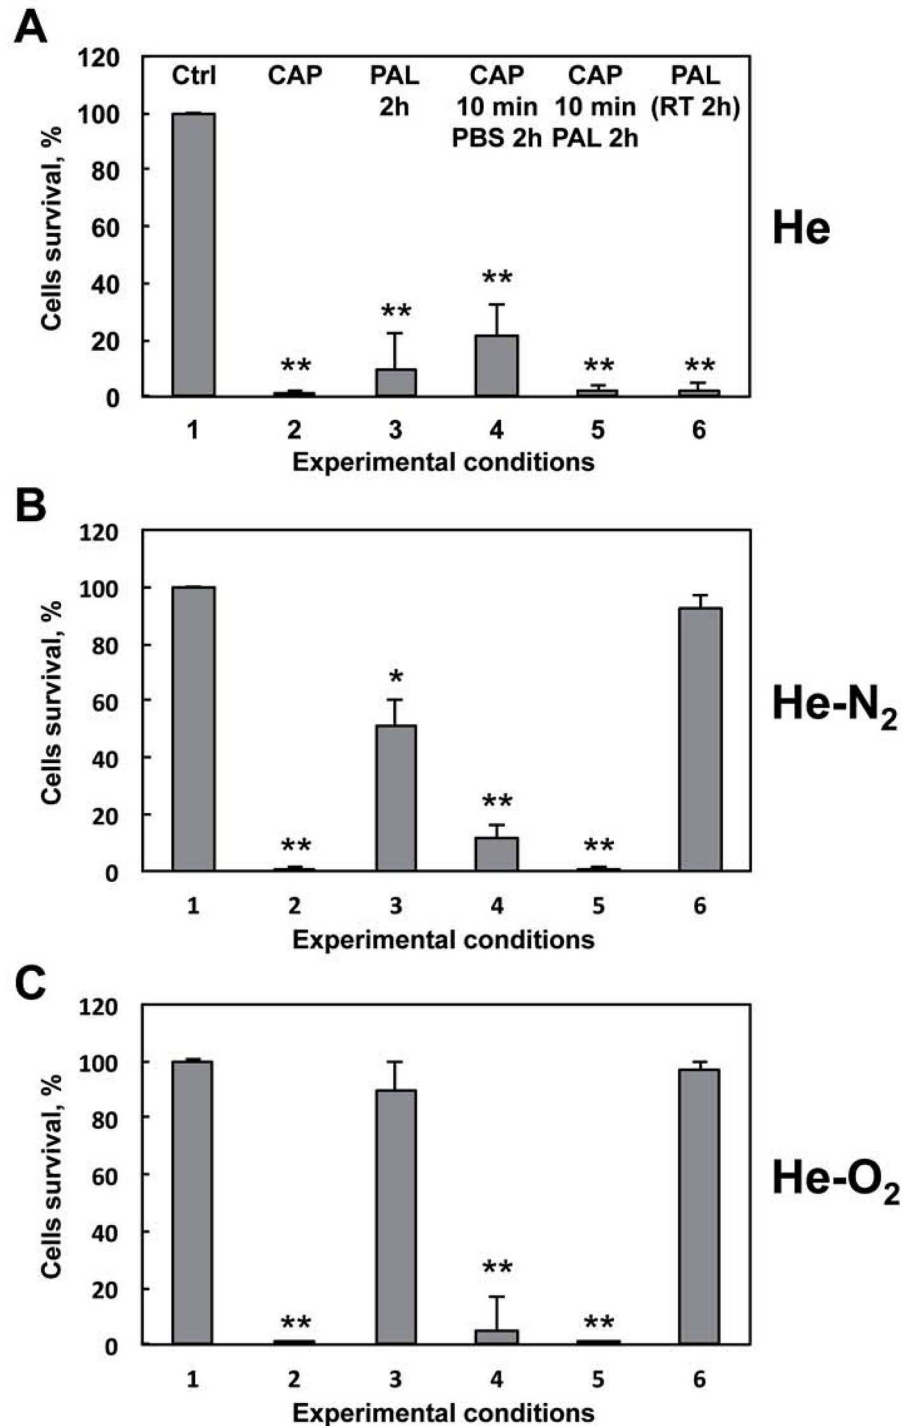 A
120
100
80
60
40
20
0
Cells survival, %
Ctrl CAP PAL CAP CAP PAL
2h 10 min 10 min (RT 2h)
PBS 2h PAL 2h
** ** ** ** **
1 2 3 4 5 6
Experimental conditions
He
B
120
100
80
60
40
20
0
Cells survival, %
** * ** **
1 2 3 4 5 6
Experimental conditions
He-N₂
C
120
100
80
60
40
20
0
Cells survival, %
** ** **
1 2 3 4 5 6
Experimental conditions
He-O₂